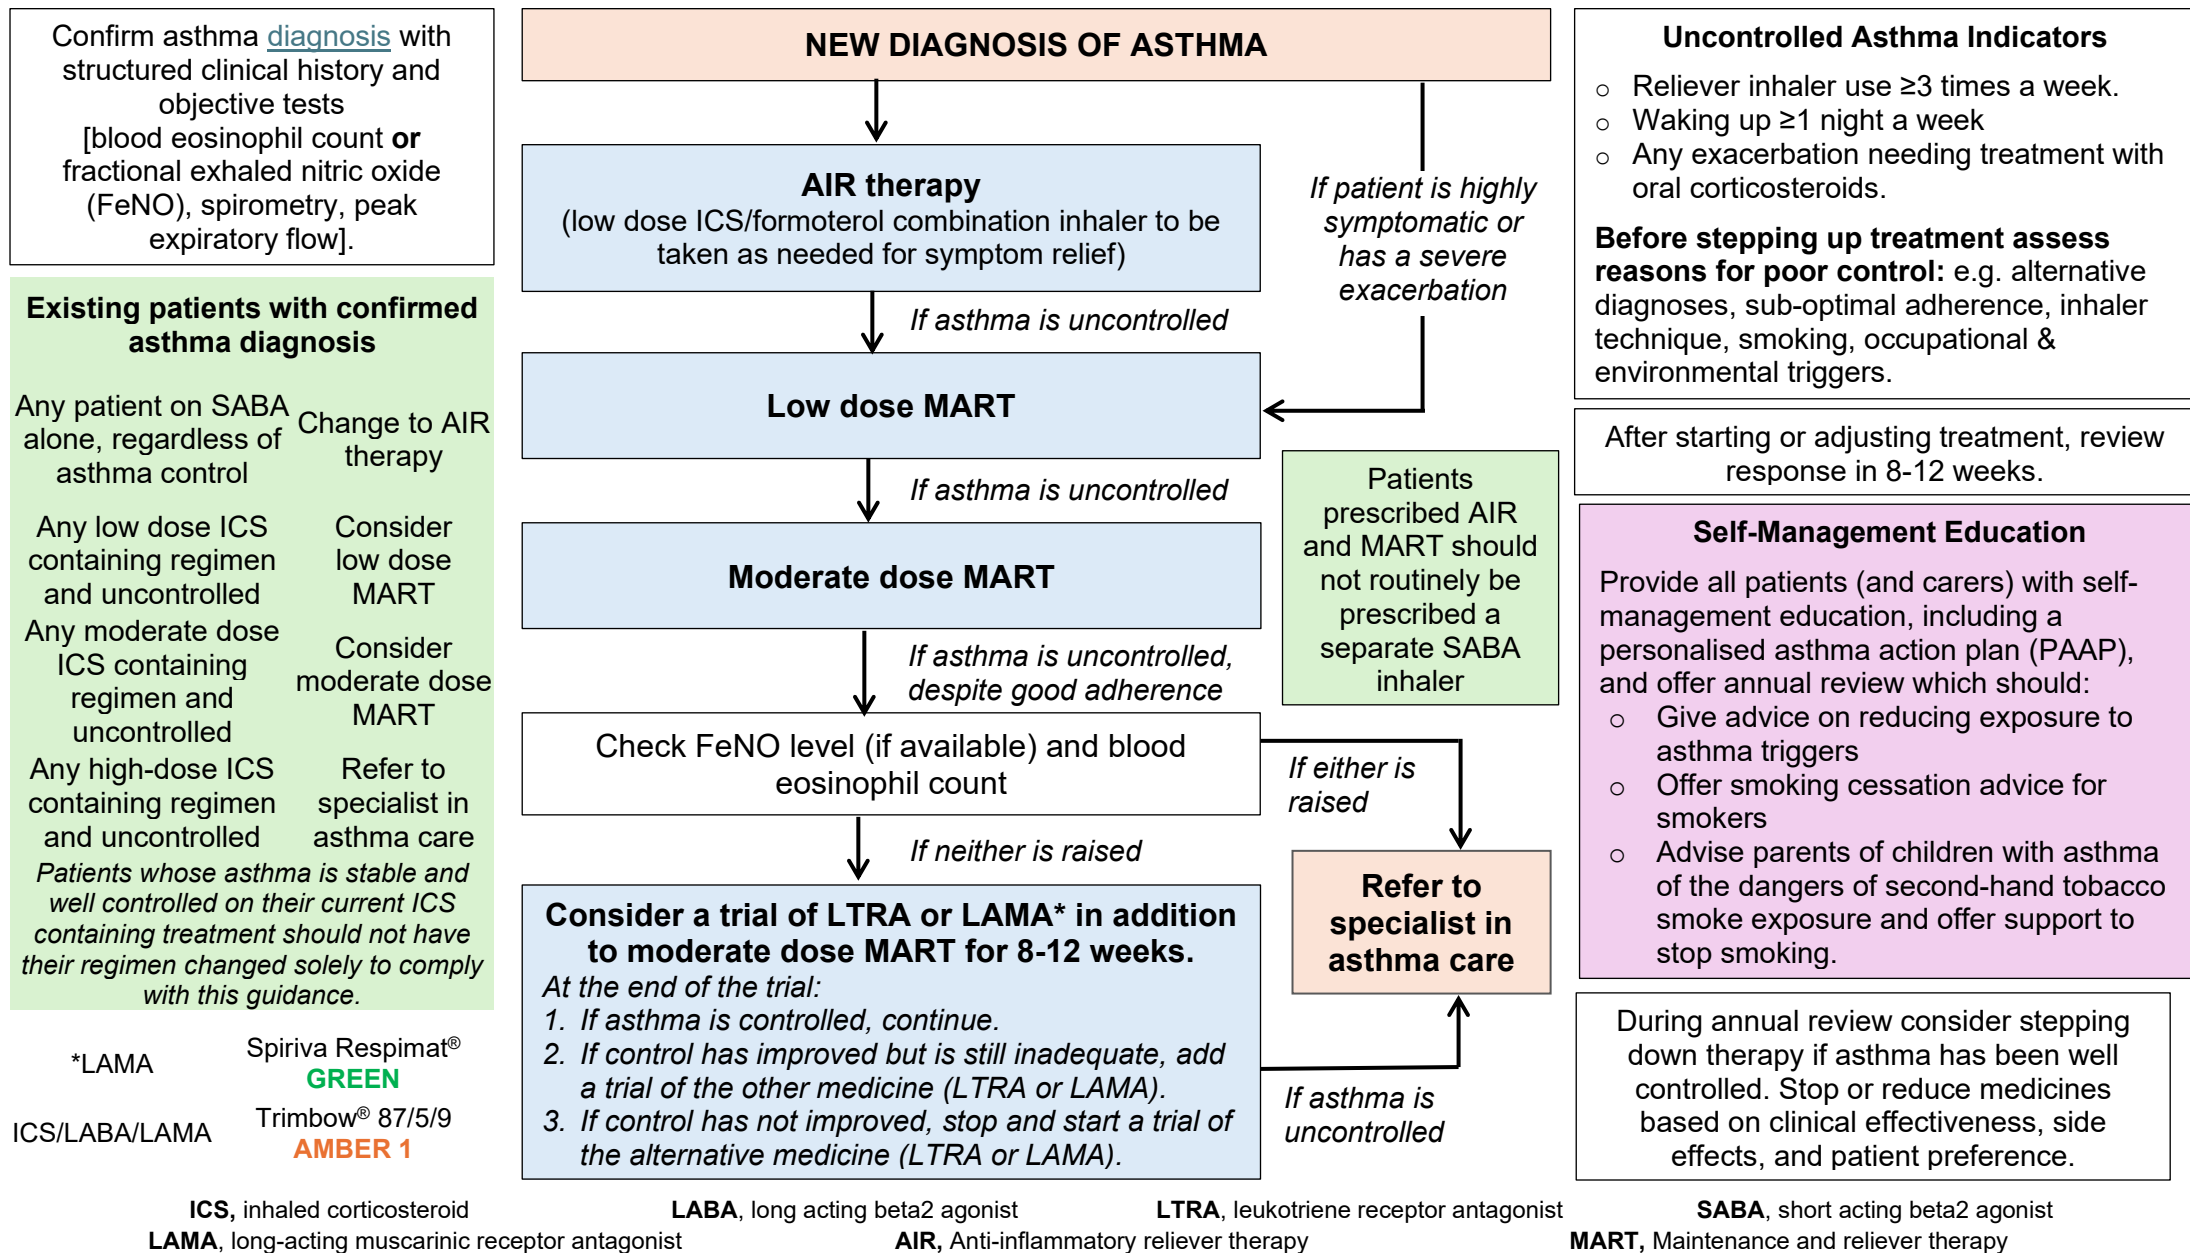 Confirm asthma diagnosis with
structured clinical history and
objective tests
[blood eosinophil count or
fractional exhaled nitric oxide
(FeNO), spirometry, peak
expiratory flow].
Existing patients with confirmed
asthma diagnosis
Any patient on SABA
alone, regardless of
asthma control
Change to AIR
therapy
Any low dose ICS
containing regimen
and uncontrolled
Consider
low dose
MART
Any moderate dose
ICS containing
regimen and
uncontrolled
Consider
moderate dose
MART
Any high-dose ICS
containing regimen
and uncontrolled
Refer to
specialist in
asthma care
Patients whose asthma is stable and
well controlled on their current ICS
containing treatment should not have
their regimen changed solely to comply
with this guidance.
*LAMA
Spiriva Respimat®
GREEN
ICS/LABA/LAMA
Trimbow® 87/5/9
AMBER 1
NEW DIAGNOSIS OF ASTHMA
AIR therapy
(low dose ICS/formoterol combination inhaler to be
taken as needed for symptom relief)
If patient is highly
symptomatic or
has a severe
exacerbation
If asthma is uncontrolled
Low dose MART
If asthma is uncontrolled
Moderate dose MART
Patients
prescribed AIR
and MART should
not routinely be
prescribed a
separate SABA
inhaler
If asthma is uncontrolled,
despite good adherence
Check FeNO level (if available) and blood
eosinophil count
If either is
raised
If neither is raised
Refer to
specialist in
asthma care
Consider a trial of LTRA or LAMA* in addition
to moderate dose MART for 8-12 weeks.
At the end of the trial:
1. If asthma is controlled, continue.
2. If control has improved but is still inadequate, add
a trial of the other medicine (LTRA or LAMA).
3. If control has not improved, stop and start a trial of
the alternative medicine (LTRA or LAMA).
If asthma is
uncontrolled
Uncontrolled Asthma Indicators
o Reliever inhaler use ≥3 times a week.
o Waking up ≥1 night a week
o Any exacerbation needing treatment with
oral corticosteroids.
Before stepping up treatment assess
reasons for poor control: e.g. alternative
diagnoses, sub-optimal adherence, inhaler
technique, smoking, occupational &
environmental triggers.
After starting or adjusting treatment, review
response in 8-12 weeks.
Self-Management Education
Provide all patients (and carers) with self-
management education, including a
personalised asthma action plan (PAAP),
and offer annual review which should:
o Give advice on reducing exposure to
asthma triggers
o Offer smoking cessation advice for
smokers
o Advise parents of children with asthma
of the dangers of second-hand tobacco
smoke exposure and offer support to
stop smoking.
During annual review consider stepping
down therapy if asthma has been well
controlled. Stop or reduce medicines
based on clinical effectiveness, side
effects, and patient preference.
ICS, inhaled corticosteroid LABA, long acting beta2 agonist LTRA, leukotriene receptor antagonist SABA, short acting beta2 agonist
LAMA, long-acting muscarinic receptor antagonist AIR, Anti-inflammatory reliever therapy MART, Maintenance and reliever therapy